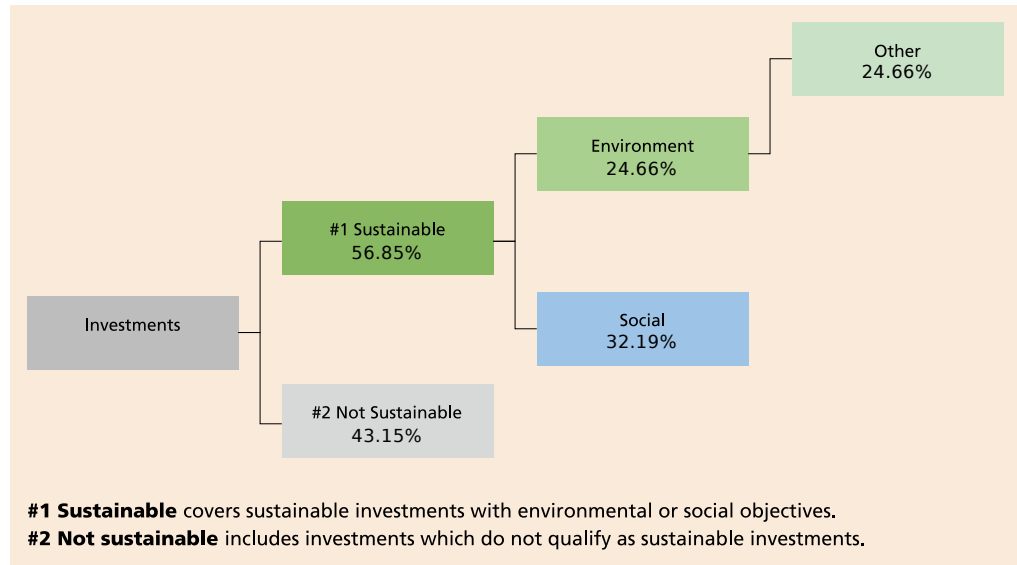 Other
24.66%
Environment
24.66%
#1 Sustainable
56.85%
Investments
Social
32.19%
#2 Not Sustainable
43.15%
#1 Sustainable covers sustainable investments with environmental or social objectives.
#2 Not sustainable includes investments which do not qualify as sustainable investments.